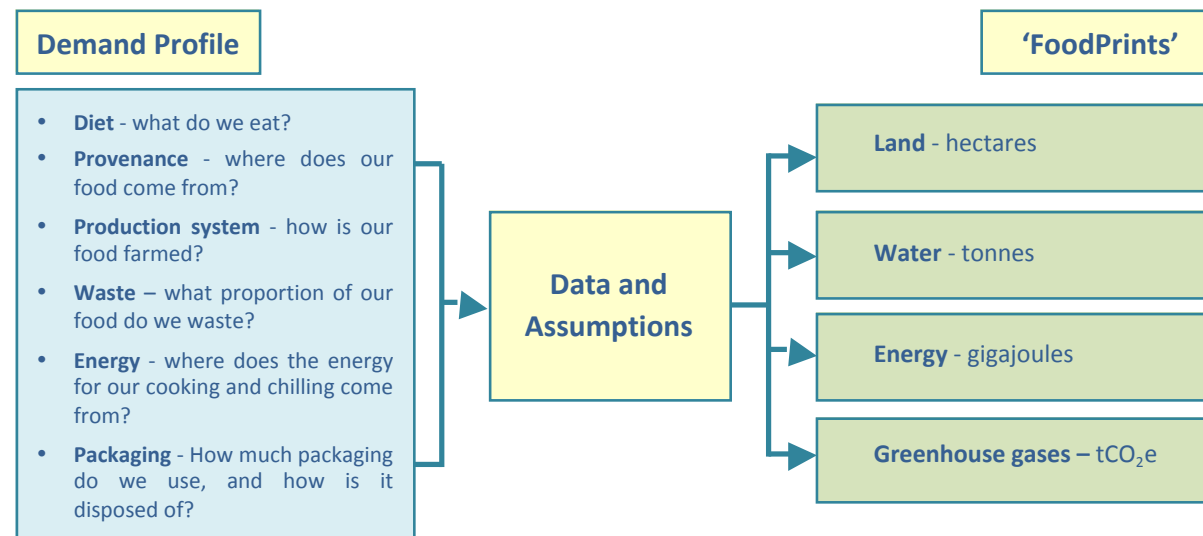 Demand Profile
‘FoodPrints’
• Diet - what do we eat?
• Provenance - where does our
food come from?
• Production system - how is our
food farmed?
• Waste – what proportion of our
food do we waste?
• Energy - where does the energy
for our cooking and chilling come
from?
• Packaging - How much packaging
do we use, and how is it
disposed of?
Data and
Assumptions
Land - hectares
Water - tonnes
Energy - gigajoules
Greenhouse gases – tCO₂e